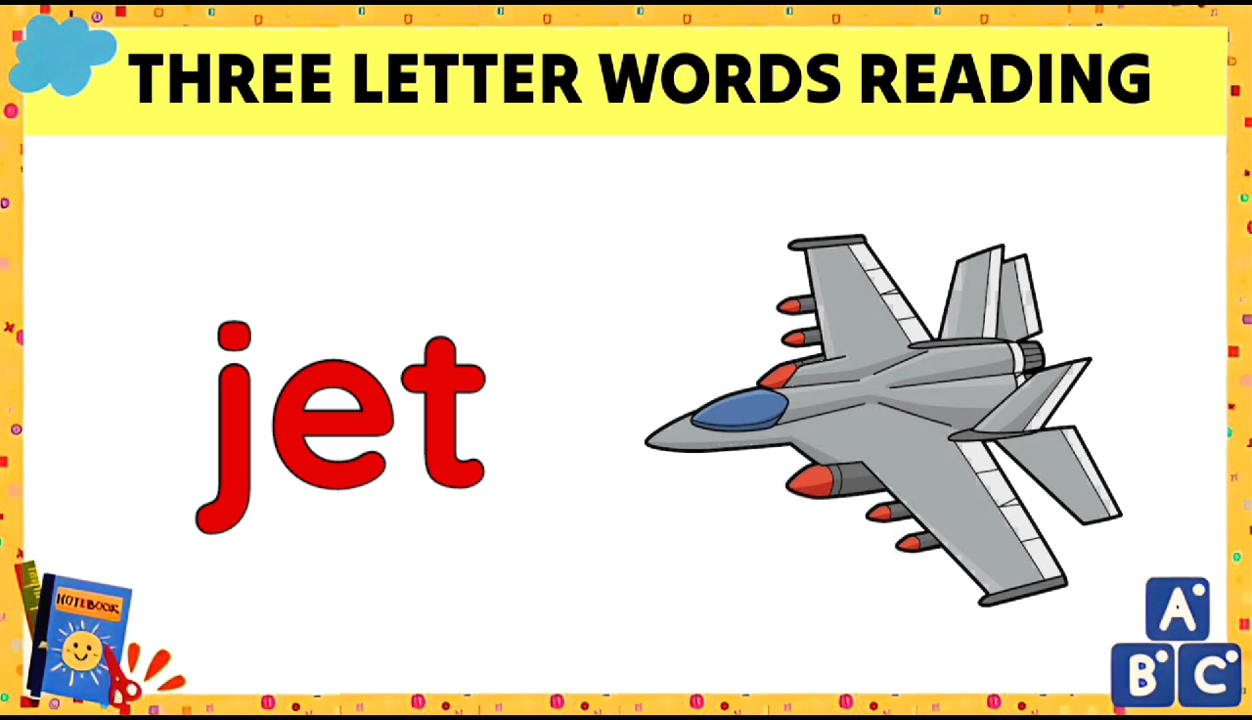 THREE LETTER WORDS READING
jet
NOTEBOOK
A
B C